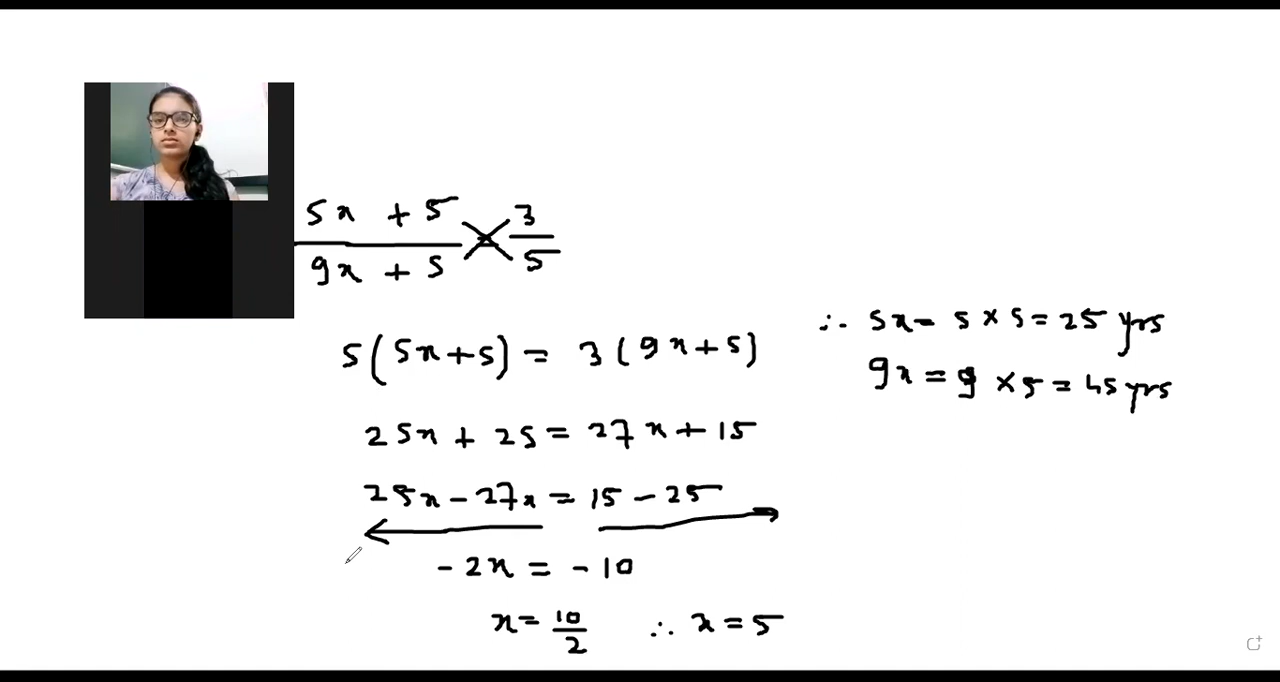 5x + 5 / 9x + 5 = 3 / 5
5(5x+5) = 3(9x+5)
25x + 25 = 27x + 15
25x - 27x = 15 - 25
- 2x = - 10
x = 10/2 ∴ x = 5
∴ 5x = 5 × 5 = 25 yrs
9x = 9 × 5 = 45 yrs